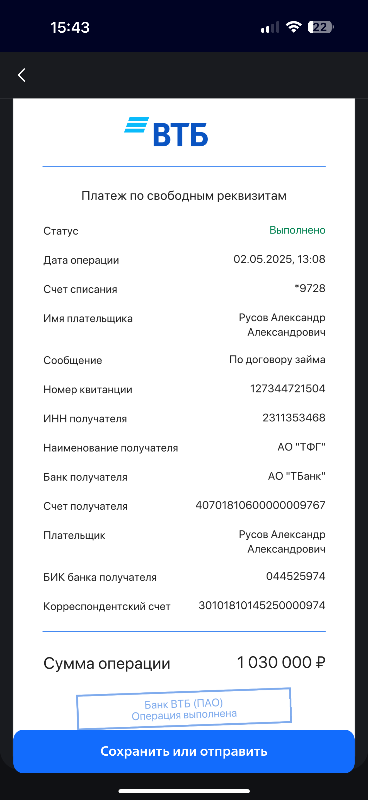 15:43
22
ВТБ
Платеж по свободным реквизитам
Статус Выполнено
Дата операции 02.05.2025, 13:08
Счет списания *9728
Имя плательщика Русов Александр
Александрович
Сообщение По договору займа
Номер квитанции 127344721504
ИНН получателя 2311353468
Наименование получателя АО "ТФГ"
Банк получателя АО "ТБанк"
Счет получателя 40701810600000009767
Плательщик Русов Александр
Александрович
БИК банка получателя 044525974
Корреспондентский счет 30101810145250000974
Сумма операции 1 030 000 ₽
Банк ВТБ (ПАО)
Операция выполнена
Сохранить или отправить